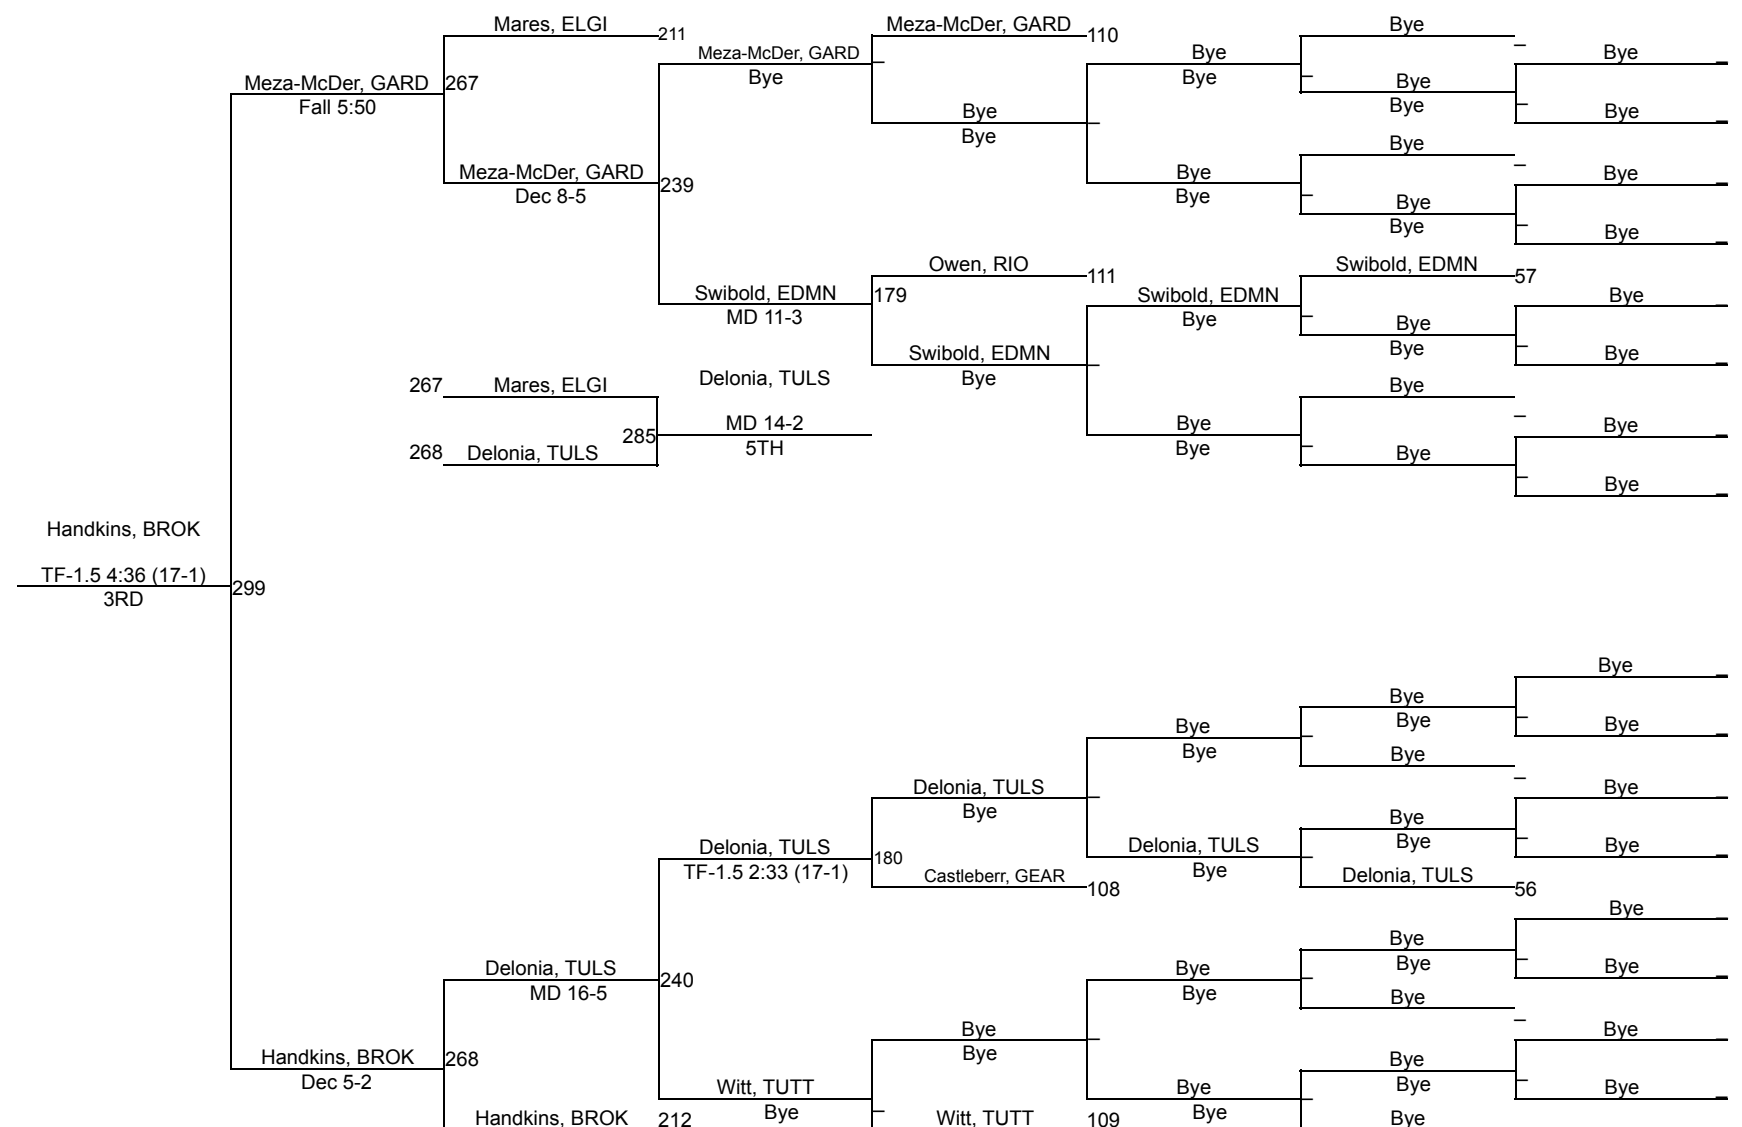 Mares, ELGI 211
Meza-McDer, GARD 110
Bye
Meza-McDer, GARD
Bye
Bye
Bye
Bye
Meza-McDer, GARD 267
Fall 5:50
Bye
Bye
Bye
Bye
Bye
Bye
Meza-McDer, GARD 239
Dec 8-5
Bye
Bye
Bye
Bye
Bye
Bye
Bye
Owen, RIO 111
Swibold, EDMN 57
Swibold, EDMN 179
MD 11-3
Swibold, EDMN
Bye
Bye
Bye
Bye
Swibold, EDMN
Bye
Bye
267 Mares, ELGI
Delonia, TULS
Bye
285
MD 14-2
5TH
Bye
Bye
Bye
268 Delonia, TULS
Bye
Bye
Handkins, BROK
TF-1.5 4:36 (17-1) 299
3RD
Bye
Bye
Bye
Bye
Bye
Bye
Bye
Delonia, TULS
Bye
Bye
Bye
Bye
Delonia, TULS 180
TF-1.5 2:33 (17-1)
Delonia, TULS
Bye
Bye
Castleberr, GEAR 108
Delonia, TULS 56
Bye
Bye
Bye
Delonia, TULS 240
MD 16-5
Bye
Bye
Bye
Bye
Bye
Bye
Bye
Handkins, BROK 268
Dec 5-2
Bye
Bye
Witt, TUTT
Bye
Bye
Bye
Bye
Handkins, BROK 212
Witt, TUTT 109
Bye